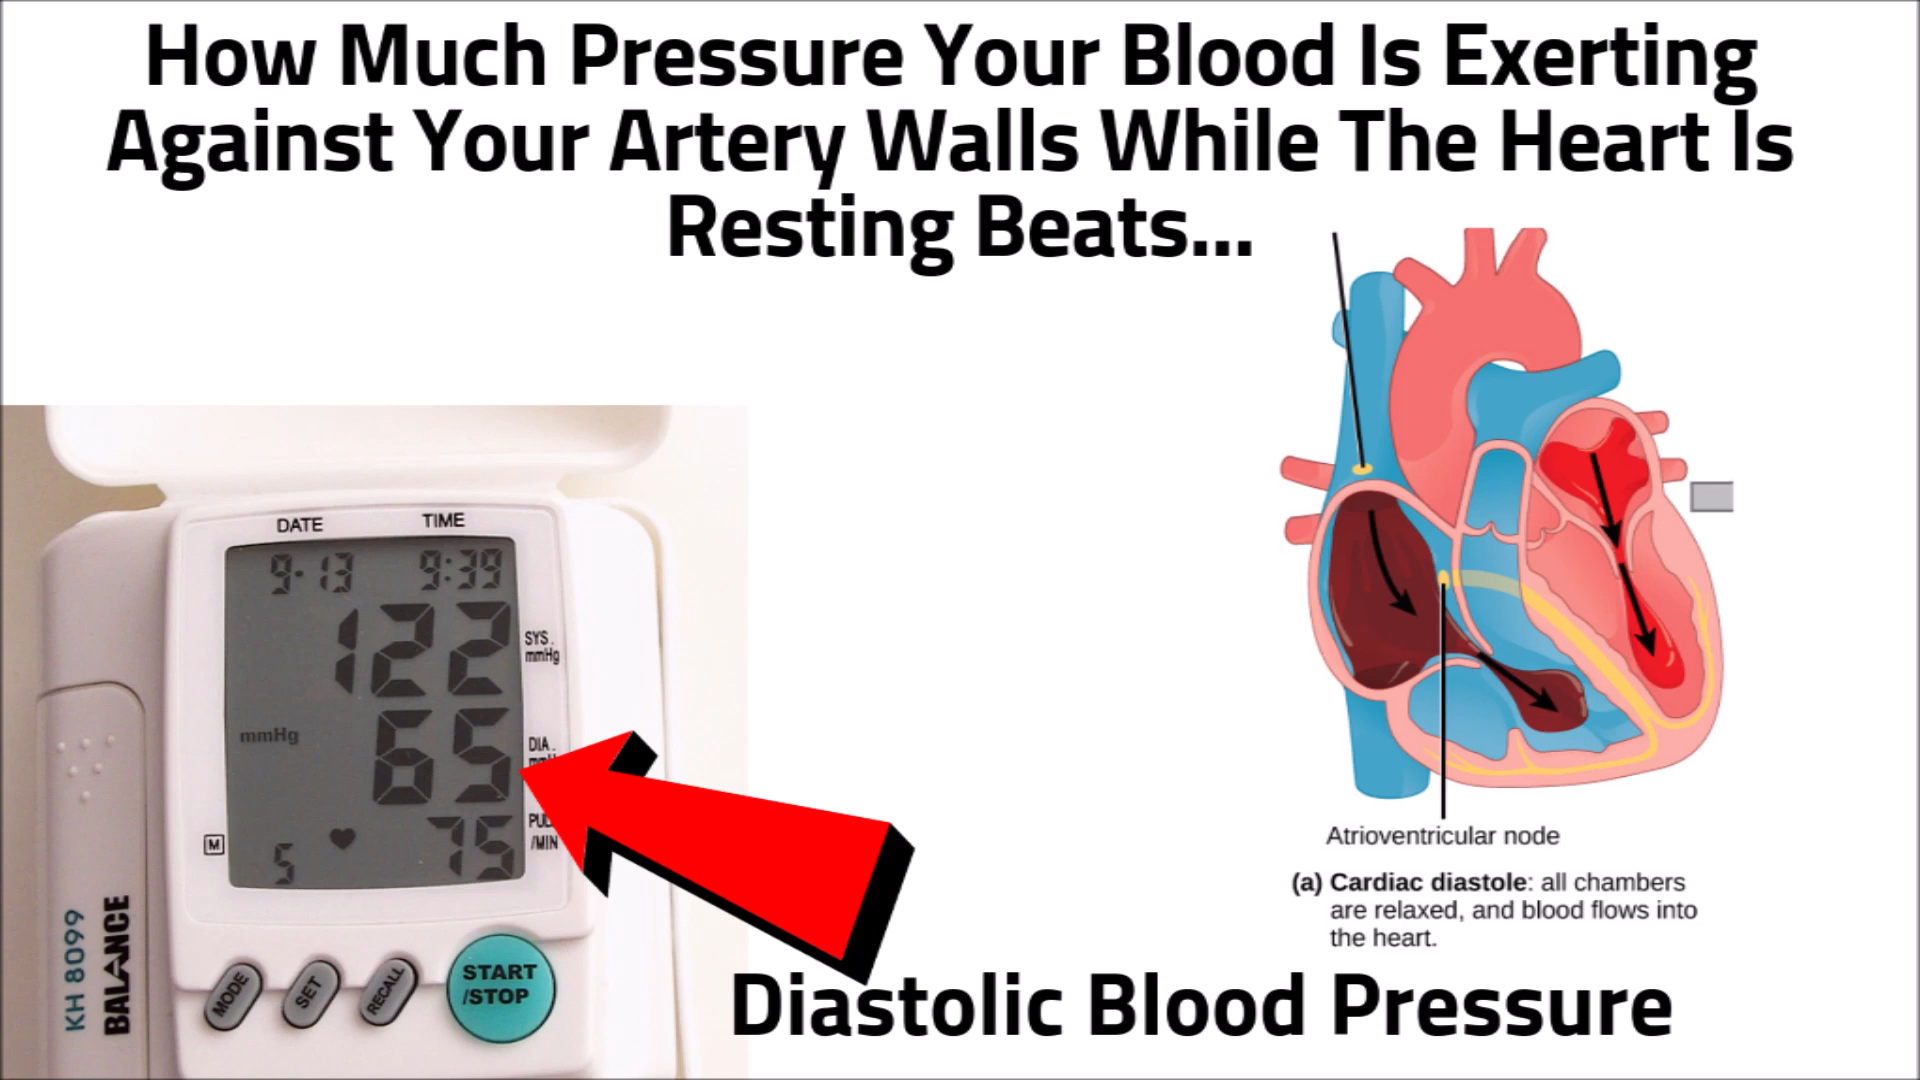 How Much Pressure Your Blood Is Exerting
Against Your Artery Walls While The Heart Is
Resting Beats...
DATE TIME
9-13 9:39
122 SYS.
mmHg
mmHg
65 DIA.
75
/MIN
M
5
KH 8099
BALANCE
MODE
SET
RECALL
START
/STOP
Atrioventricular node
(a) Cardiac diastole: all chambers
are relaxed, and blood flows into
the heart.
Diastolic Blood Pressure